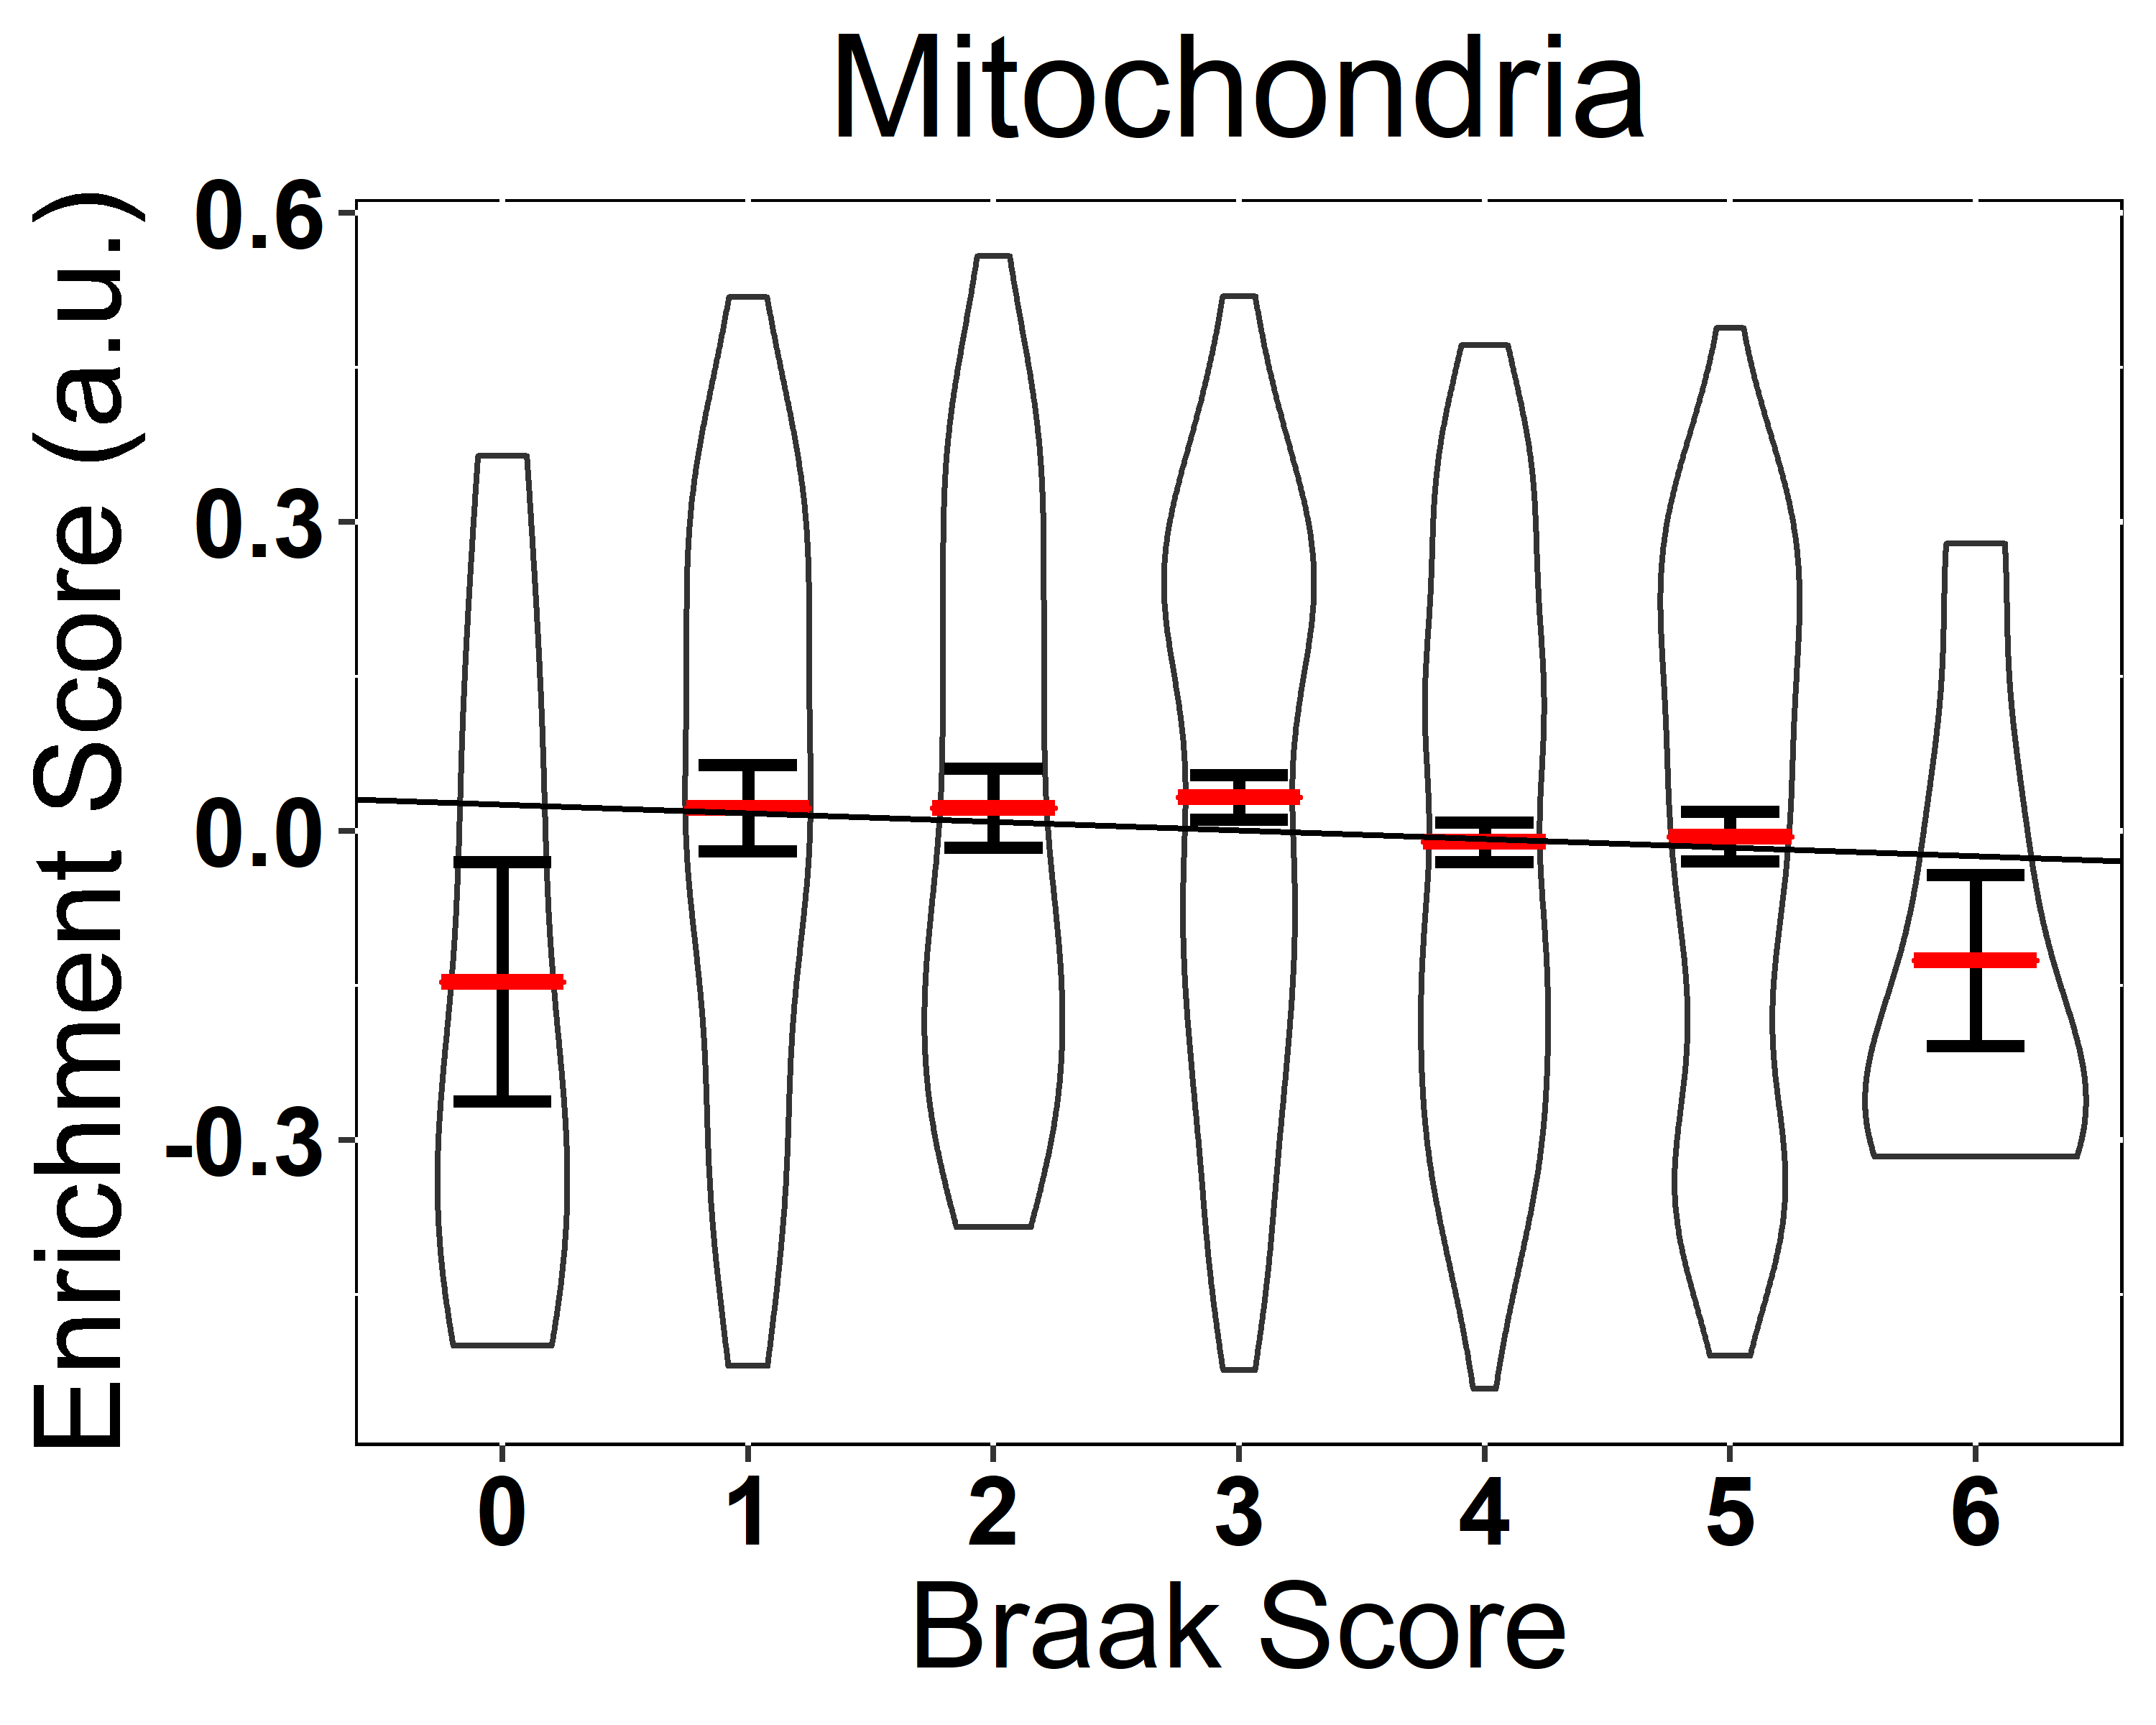 Mitochondria
Enrichment Score (a.u.)
0.6
0.3
0.0
-0.3
0 1 2 3 4 5 6
Braak Score